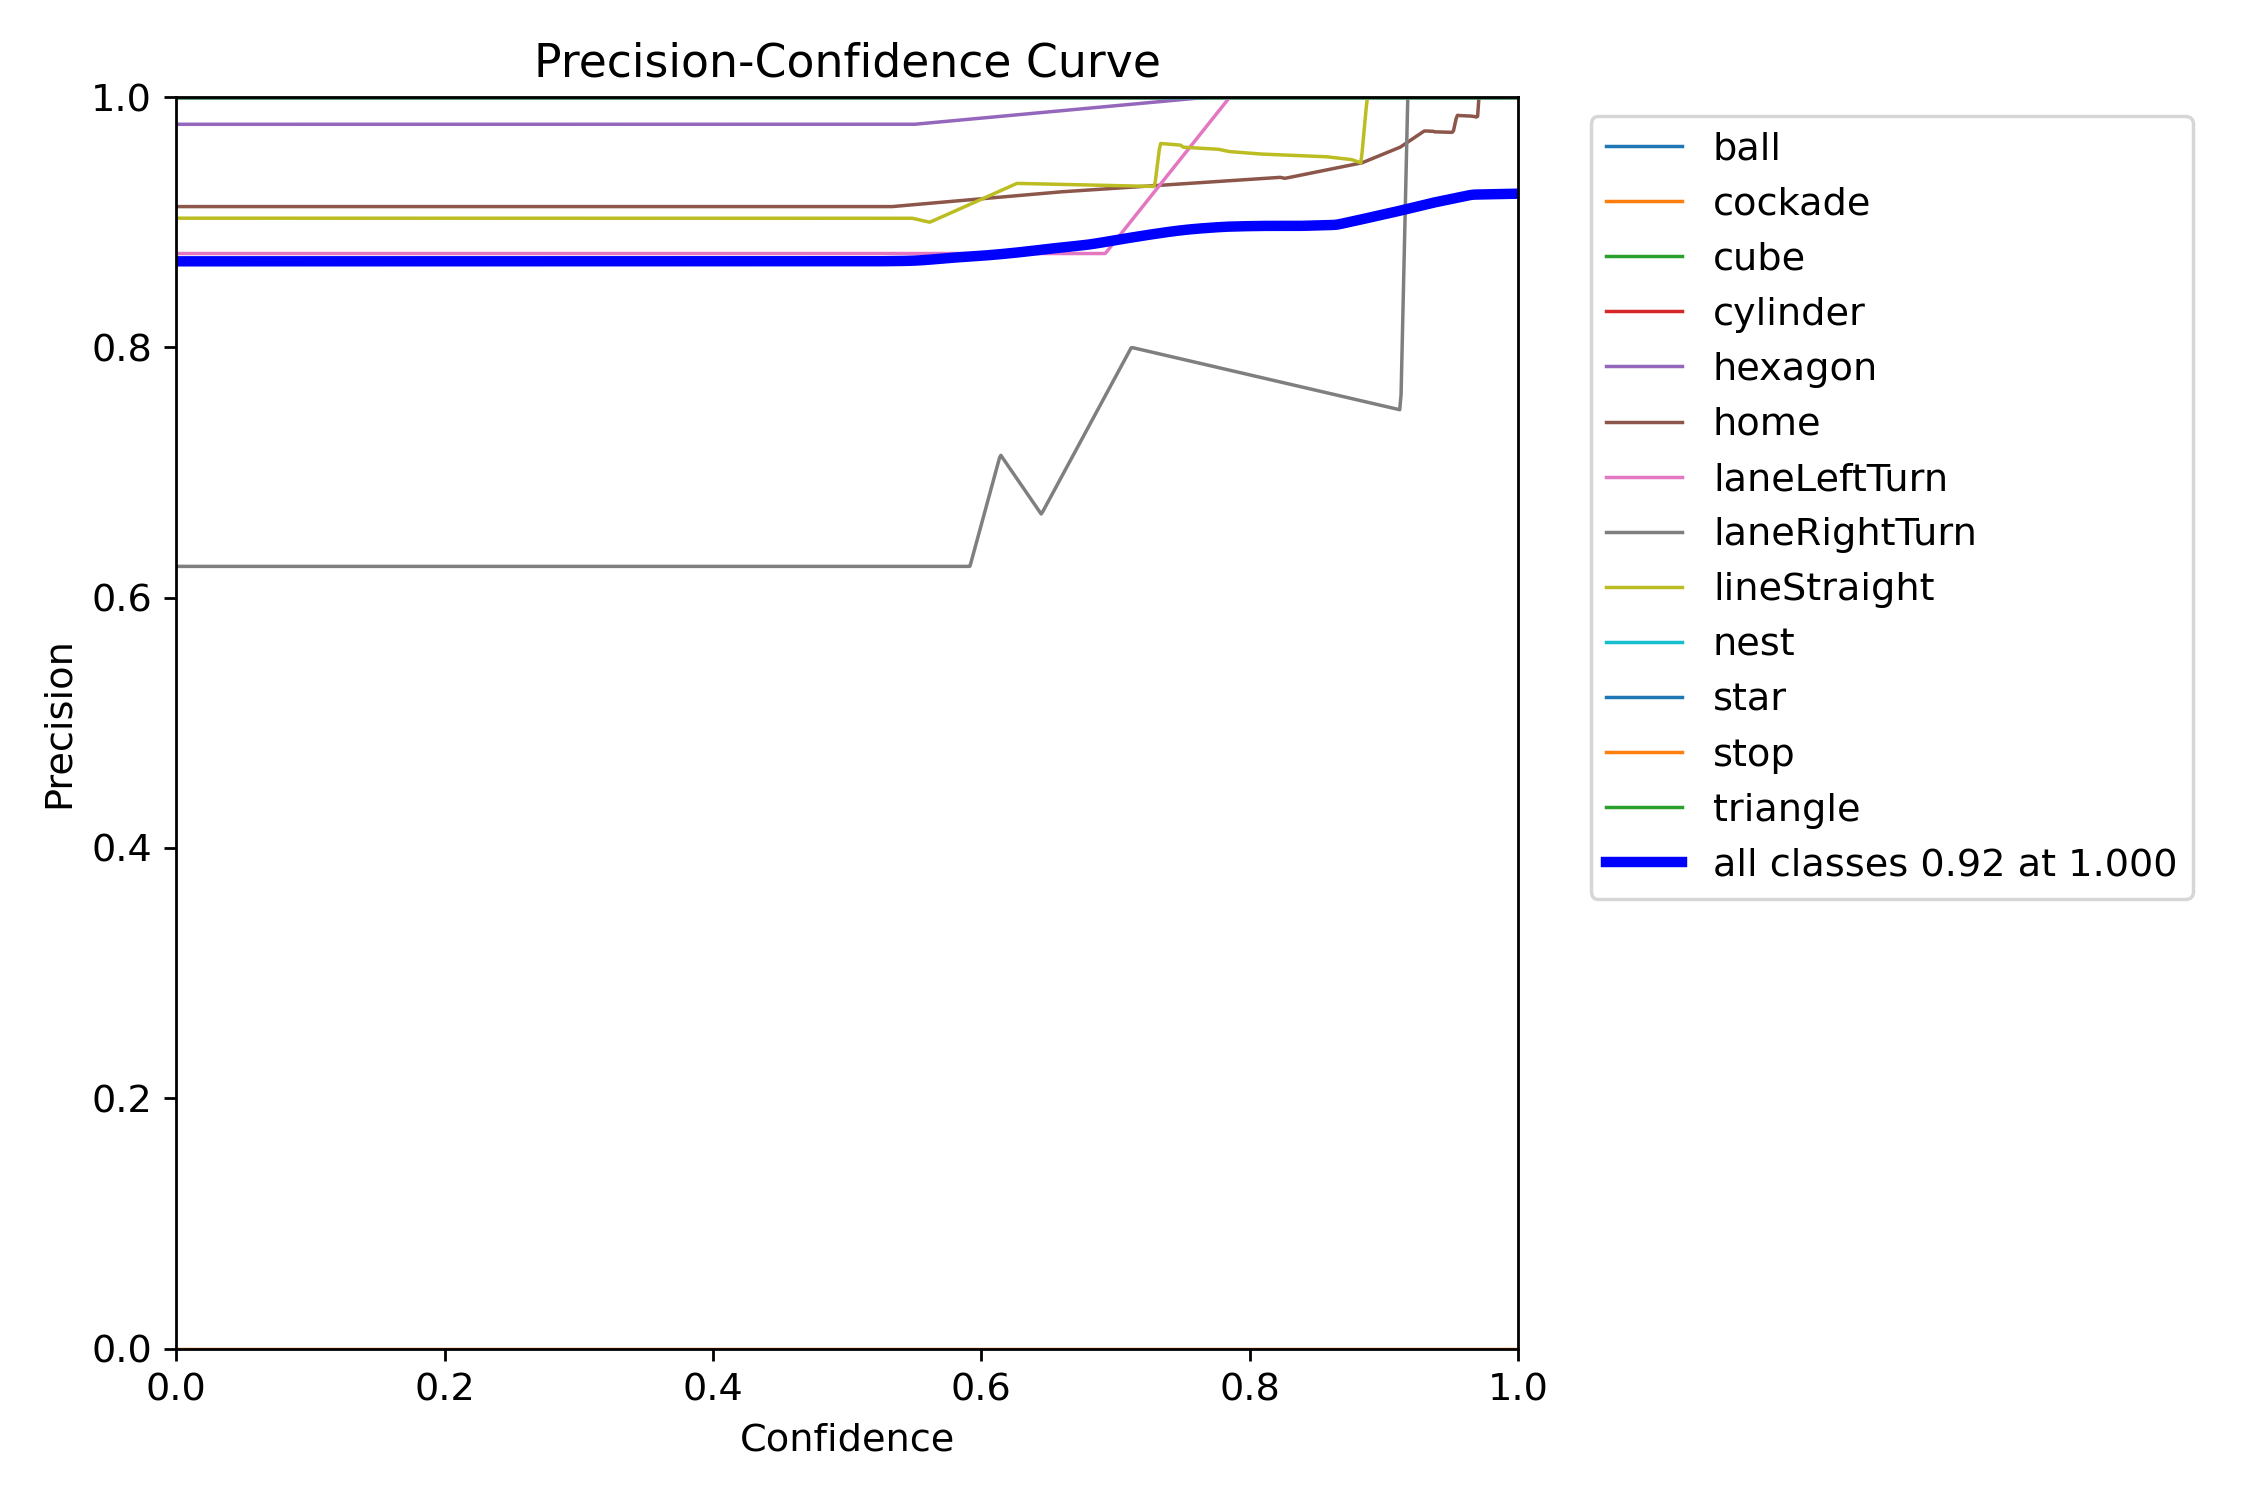 Precision-Confidence Curve
1.0
0.8
0.6
0.4
0.2
0.0
Precision
0.0 0.2 0.4 0.6 0.8 1.0
Confidence
ball
cockade
cube
cylinder
hexagon
home
laneLeftTurn
laneRightTurn
lineStraight
nest
star
stop
triangle
all classes 0.92 at 1.000